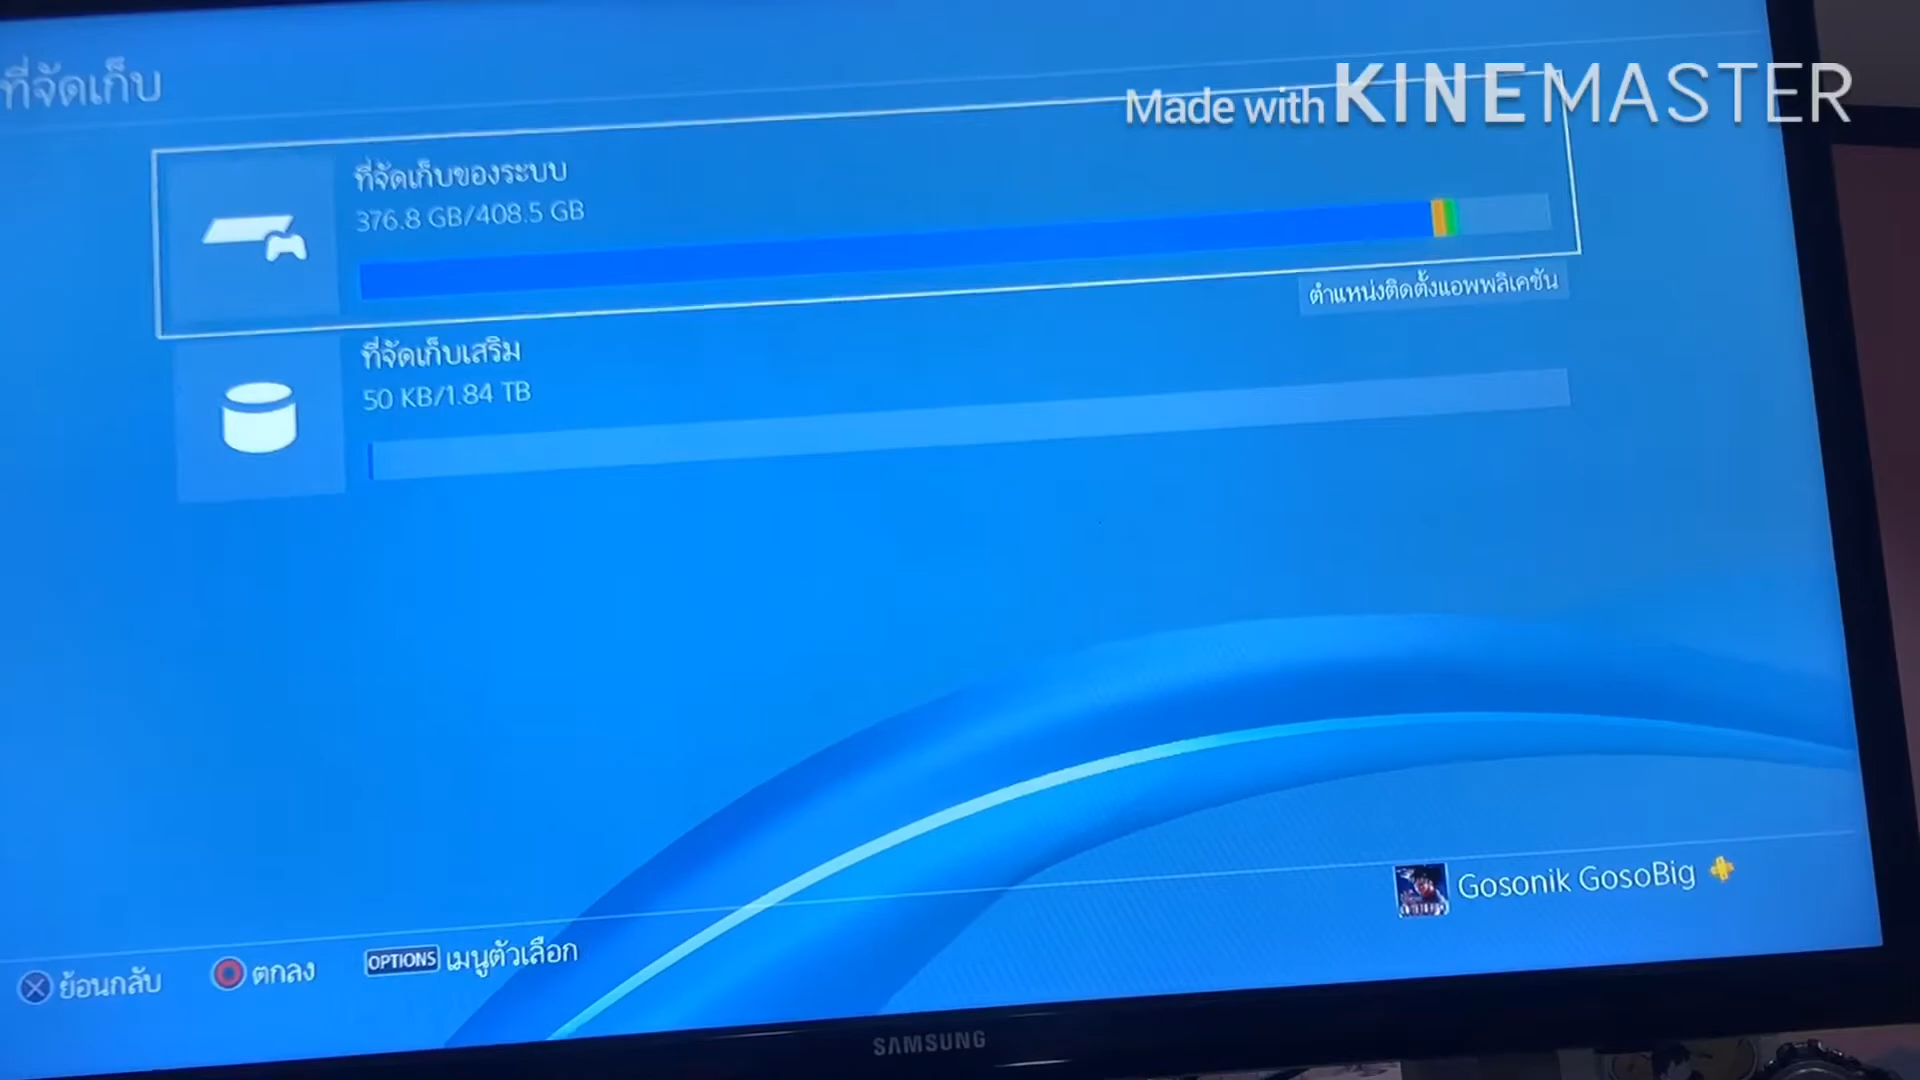 ที่จัดเก็บ
Made with KINEMASTER
ที่จัดเก็บของระบบ
376.8 GB/408.5 GB
ตำแหน่งติดตั้งแอพพลิเคชัน
ที่จัดเก็บเสริม
50 KB/1.84 TB
Gosonik GosoBig
ย้อนกลับ ตกลง OPTIONS เมนูตัวเลือก
SAMSUNG